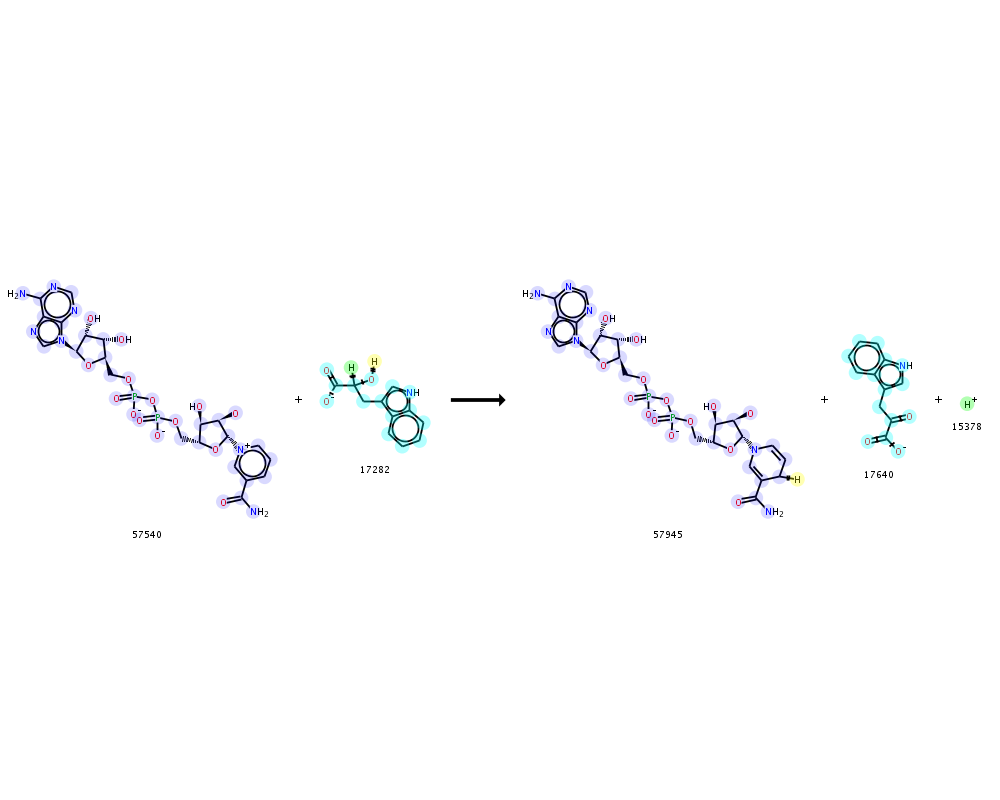 H₂N N N N N OH OH O O P O O⁻ O O⁻ P O O⁻ O HO O O N⁺ O NH₂
57540
+
O O⁻ H O H NH
17282
H₂N N N N N OH OH O O P O O⁻ O O P O O⁻ O HO O O N H O NH₂
57945
+
NH O O O⁻
17640
+
H⁺
15378